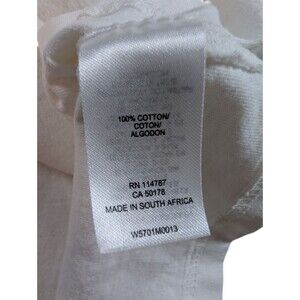 100% COTTON/
COTON/
ALGODON
RN 114787
CA 50178
MADE IN SOUTH AFRICA
W5701M0013